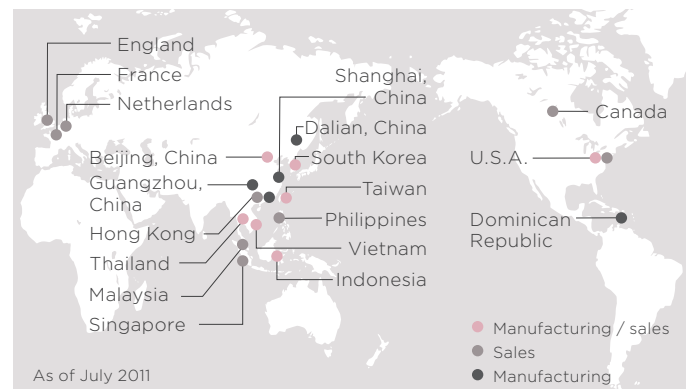 England
France
Netherlands
Shanghai,
China
Dalian, China
Beijing, China
South Korea
Guangzhou,
China
Taiwan
Hong Kong
Philippines
Thailand
Vietnam
Malaysia
Indonesia
Singapore
Canada
U.S.A.
Dominican
Republic
Manufacturing / sales
Sales
Manufacturing
As of July 2011